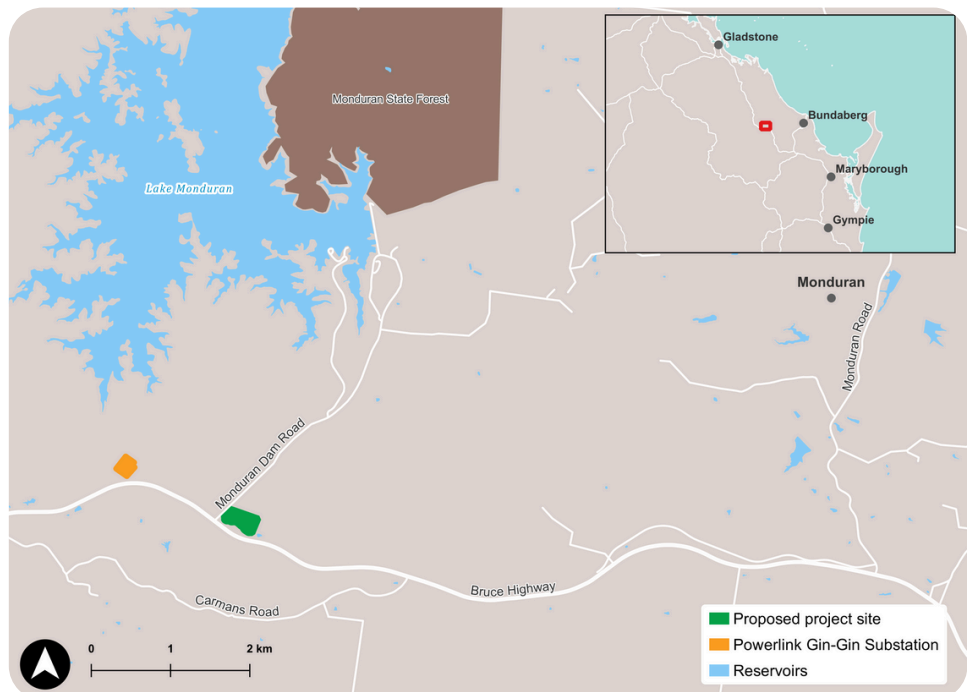 Gladstone
Bundaberg
Maryborough
Gympie
Monduran State Forest
Lake Monduran
Monduran
Monduran Road
Monduran Dam Road
Bruce Highway
Carmans Road
0 1 2 km
Proposed project site
Powerlink Gin-Gin Substation
Reservoirs